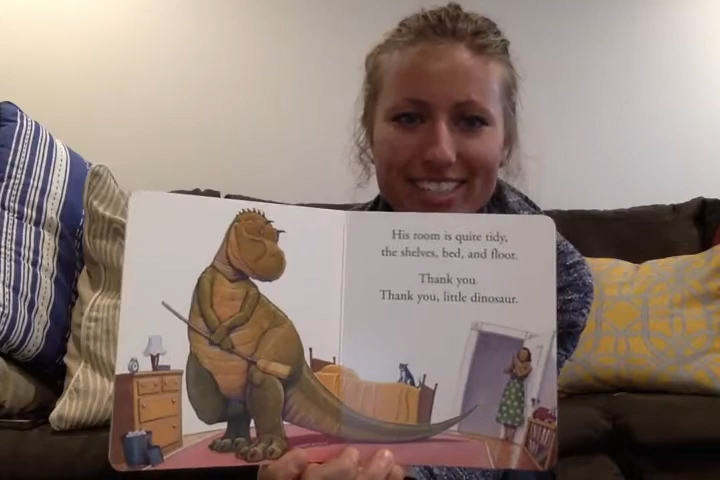 His room is quite tidy,
the shelves, bed, and floor.
Thank you.
Thank you, little dinosaur.